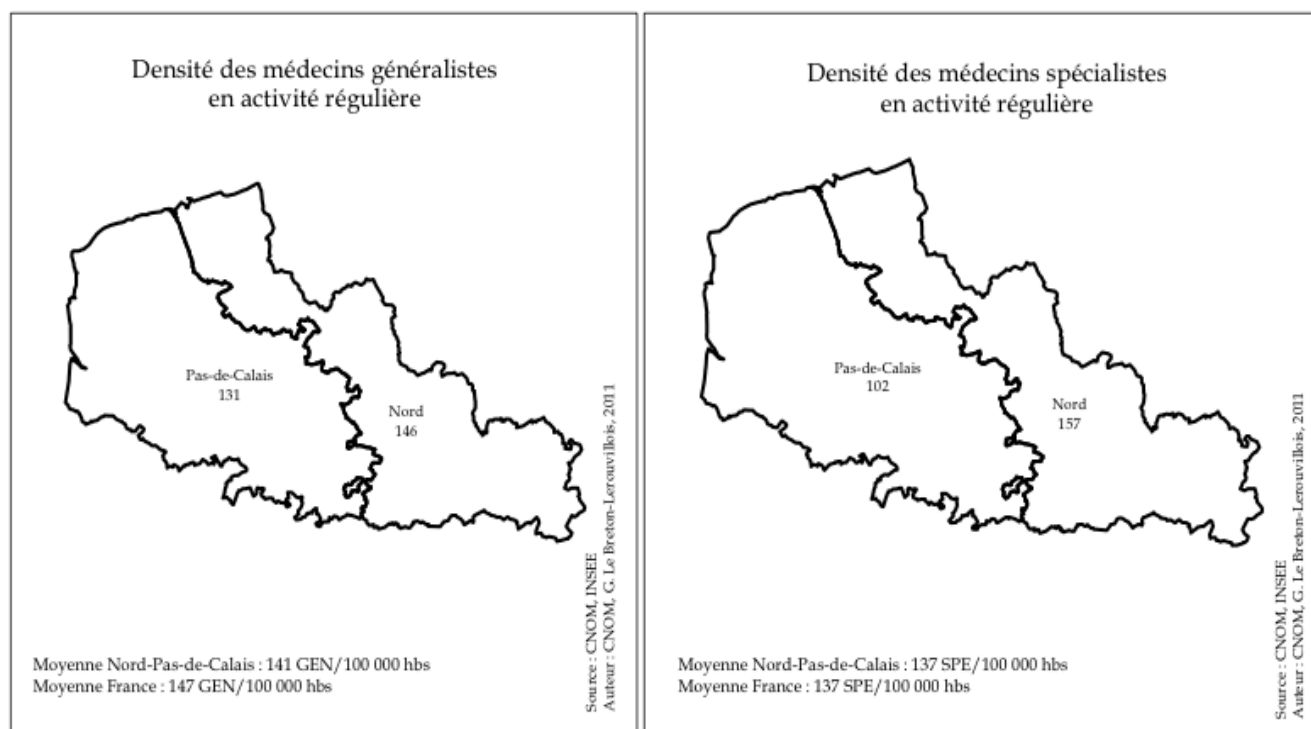 Densité des médecins généralistes
en activité régulière
Pas-de-Calais
131
Nord
146
Moyenne Nord-Pas-de-Calais : 141 GEN/100 000 hbs
Moyenne France : 147 GEN/100 000 hbs
Source : CNOM, INSEE
Auteur : CNOM, G. Le Breton-Lerouvillois, 2011
Densité des médecins spécialistes
en activité régulière
Pas-de-Calais
102
Nord
157
Moyenne Nord-Pas-de-Calais : 137 SPE/100 000 hbs
Moyenne France : 137 SPE/100 000 hbs
Source : CNOM, INSEE
Auteur : CNOM, G. Le Breton-Lerouvillois, 2011